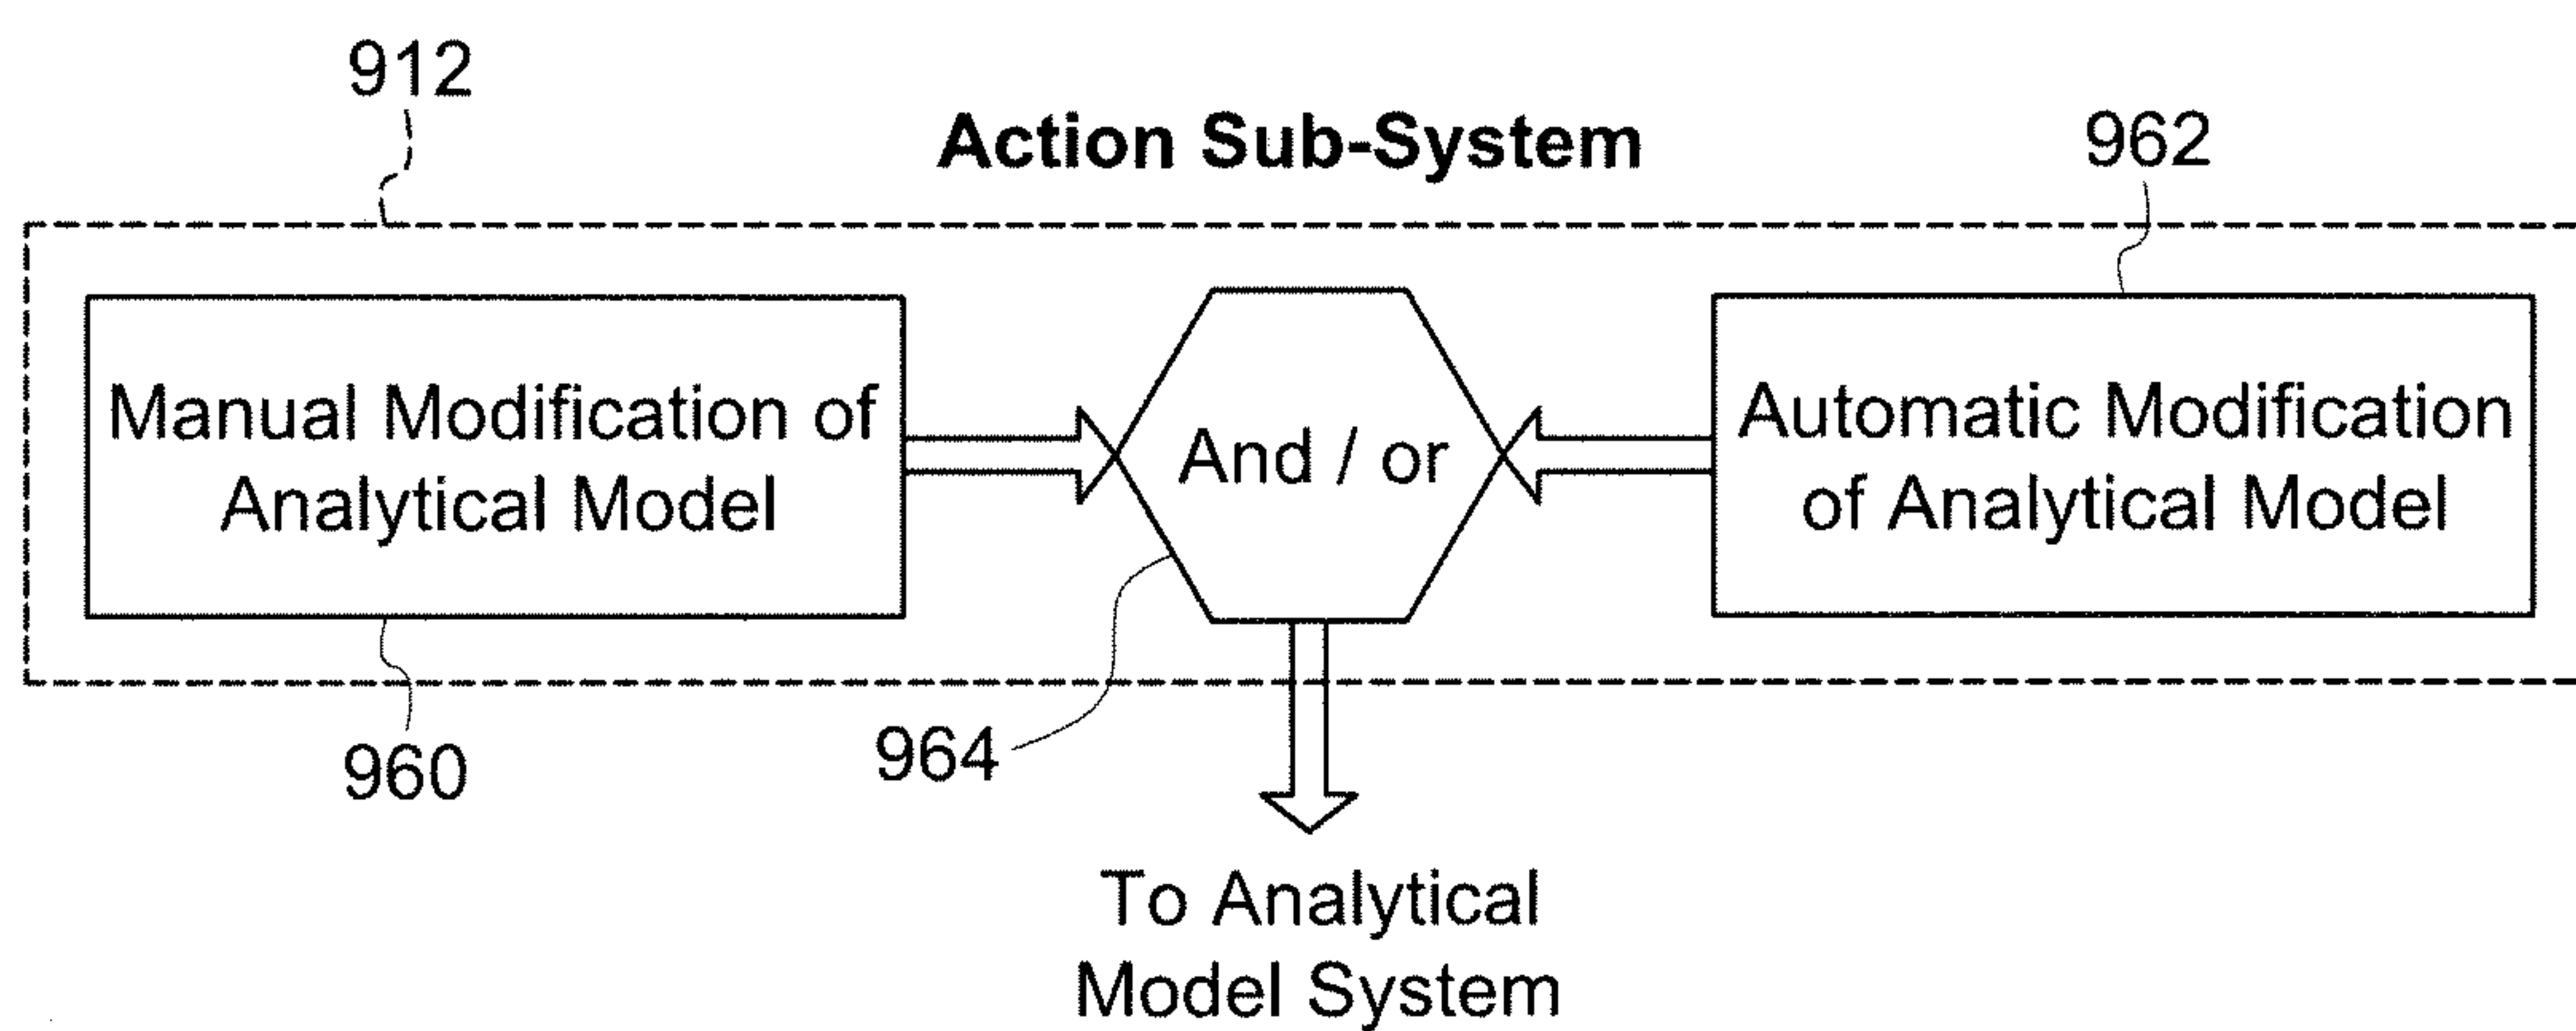 912
Action Sub-System
962
Manual Modification of
Analytical Model
And / or
Automatic Modification
of Analytical Model
960
964
To Analytical
Model System